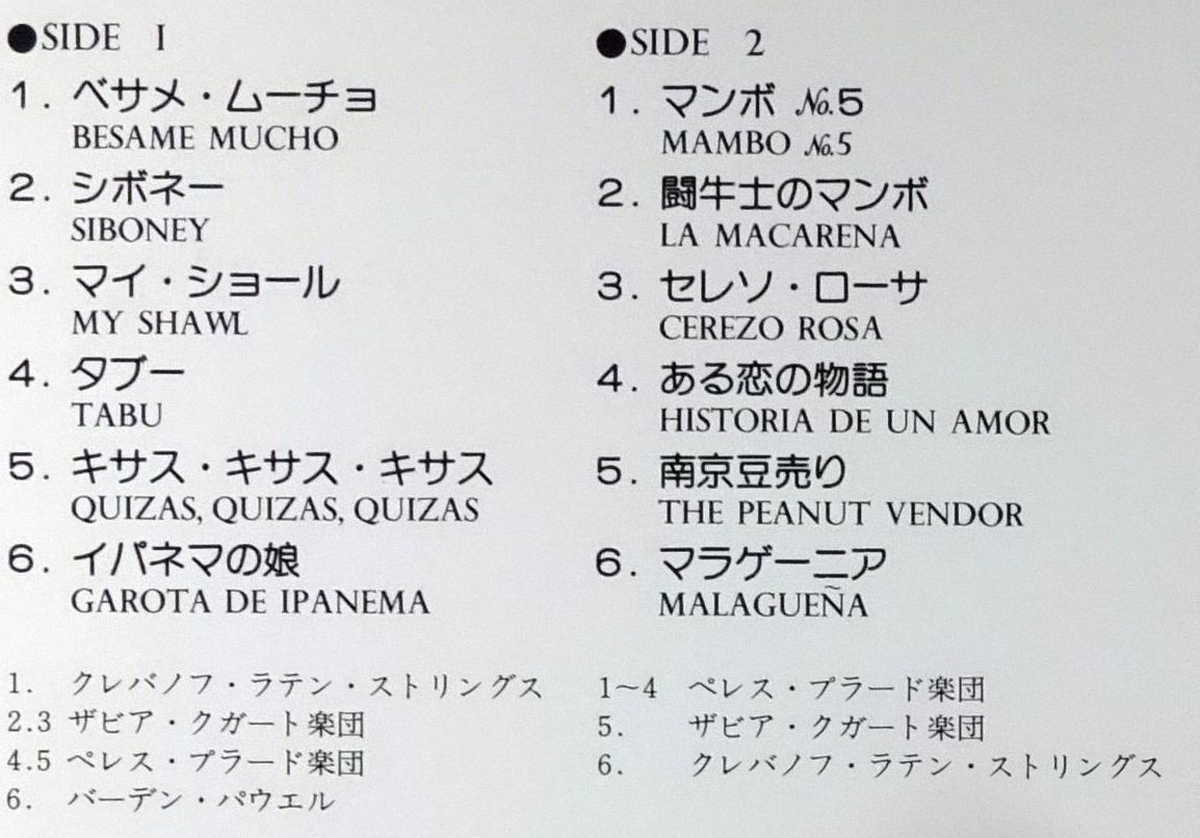 ●SIDE 1
1. ベサメ・ムーチョ
BESAME MUCHO
2. シボネー
SIBONEY
3. マイ・ショール
MY SHAWL
4. タブー
TABU
5. キサス・キサス・キサス
QUIZAS, QUIZAS, QUIZAS
6. イパネマの娘
GAROTA DE IPANEMA
1. クレバノフ・ラテン・ストリングス
2.3 ザビア・クガート楽団
4.5 ペレス・プラード楽団
6. バーデン・パウエル
●SIDE 2
1. マンボ No.5
MAMBO No.5
2. 闘牛士のマンボ
LA MACARENA
3. セレソ・ローサ
CEREZO ROSA
4. ある恋の物語
HISTORIA DE UN AMOR
5. 南京豆売り
THE PEANUT VENDOR
6. マラゲーニア
MALAGUEÑA
1~4 ペレス・プラード楽団
5. ザビア・クガート楽団
6. クレバノフ・ラテン・ストリングス